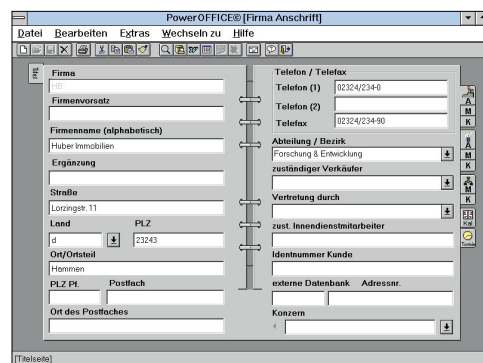 PowerOFFICE© [Firma Anschrift]
Datei Bearbeiten Extras Wechseln zu Hilfe
Titel
Firma
HB
Firmenvorsatz
Firmenname (alphabetisch)
Huber Immobilien
Ergänzung
Straße
Lorzingstr. 11
Land PLZ
d 23243
Ort/Ortsteil
Hammen
PLZ Pf. Postfach
Ort des Postfaches
Telefon / Telefax
Telefon (1) 02324/234-0
Telefon (2)
Telefax 02324/234-90
Abteilung / Bezirk
Forschung & Entwicklung
zuständiger Verkäufer
Vertretung durch
zust. Innendienstmitarbeiter
Identnummer Kunde
externe Datenbank Adressnr.
Konzern
A
M
K
A
M
K
M
K
Kal
Termin
[Titelseite]